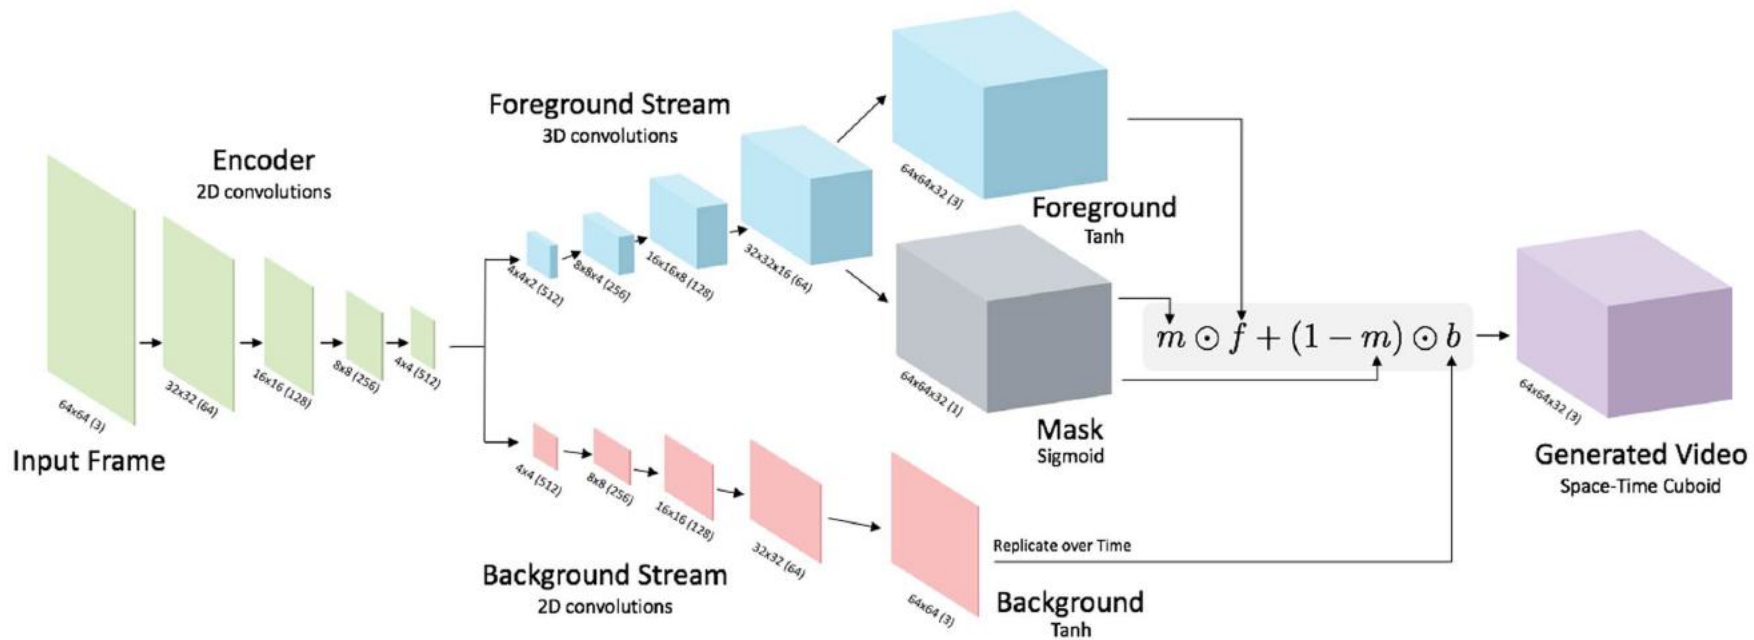 Encoder
2D convolutions
64x64 (3)
32x32 (64)
16x16 (128)
8x8 (256)
4x4 (512)
Input Frame
Foreground Stream
3D convolutions
4x4x2 (512)
8x8x4 (256)
16x16x8 (128)
32x32x16 (64)
64x64x32 (3)
Foreground
Tanh
64x64x32 (1)
Mask
Sigmoid
4x4 (512)
8x8 (256)
16x16 (128)
32x32 (64)
64x64 (3)
Background Stream
2D convolutions
Replicate over Time
Background
Tanh
m ⊙ f + (1 − m) ⊙ b
64x64x32 (3)
Generated Video
Space-Time Cuboid